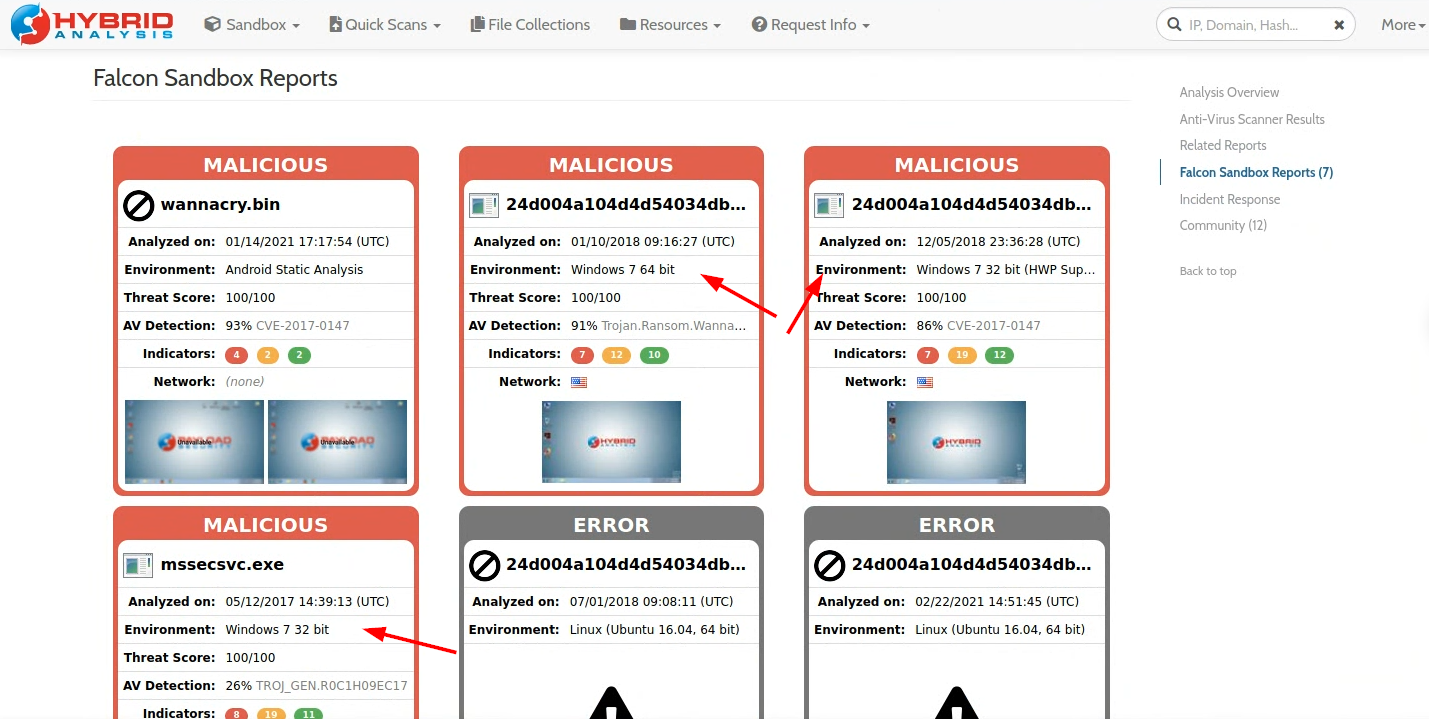 HYBRID
ANALYSIS
Sandbox
Quick Scans
File Collections
Resources
Request Info
IP, Domain, Hash...
More
Falcon Sandbox Reports
Analysis Overview
Anti-Virus Scanner Results
Related Reports
Falcon Sandbox Reports (7)
Incident Response
Community (12)
Back to top
MALICIOUS
wannacry.bin
Analyzed on: 01/14/2021 17:17:54 (UTC)
Environment: Android Static Analysis
Threat Score: 100/100
AV Detection: 93% CVE-2017-0147
Indicators: 4 2 2
Network: (none)
PAYLOAD
SECURITY
Unavailable
PAYLOAD
SECURITY
Unavailable
MALICIOUS
24d004a104d4d54034db...
Analyzed on: 01/10/2018 09:16:27 (UTC)
Environment: Windows 7 64 bit
Threat Score: 100/100
AV Detection: 91% Trojan.Ransom.Wanna...
Indicators: 7 12 10
Network:
HYBRID
ANALYSIS
MALICIOUS
24d004a104d4d54034db...
Analyzed on: 12/05/2018 23:36:28 (UTC)
Environment: Windows 7 32 bit (HWP Sup...
Threat Score: 100/100
AV Detection: 86% CVE-2017-0147
Indicators: 7 19 12
Network:
HYBRID
ANALYSIS
MALICIOUS
mssecsvc.exe
Analyzed on: 05/12/2017 14:39:13 (UTC)
Environment: Windows 7 32 bit
Threat Score: 100/100
AV Detection: 26% TROJ_GEN.R0C1H09EC17
Indicators: 8 19 11
ERROR
24d004a104d4d54034db...
Analyzed on: 07/01/2018 09:08:11 (UTC)
Environment: Linux (Ubuntu 16.04, 64 bit)
ERROR
24d004a104d4d54034db...
Analyzed on: 02/22/2021 14:51:45 (UTC)
Environment: Linux (Ubuntu 16.04, 64 bit)